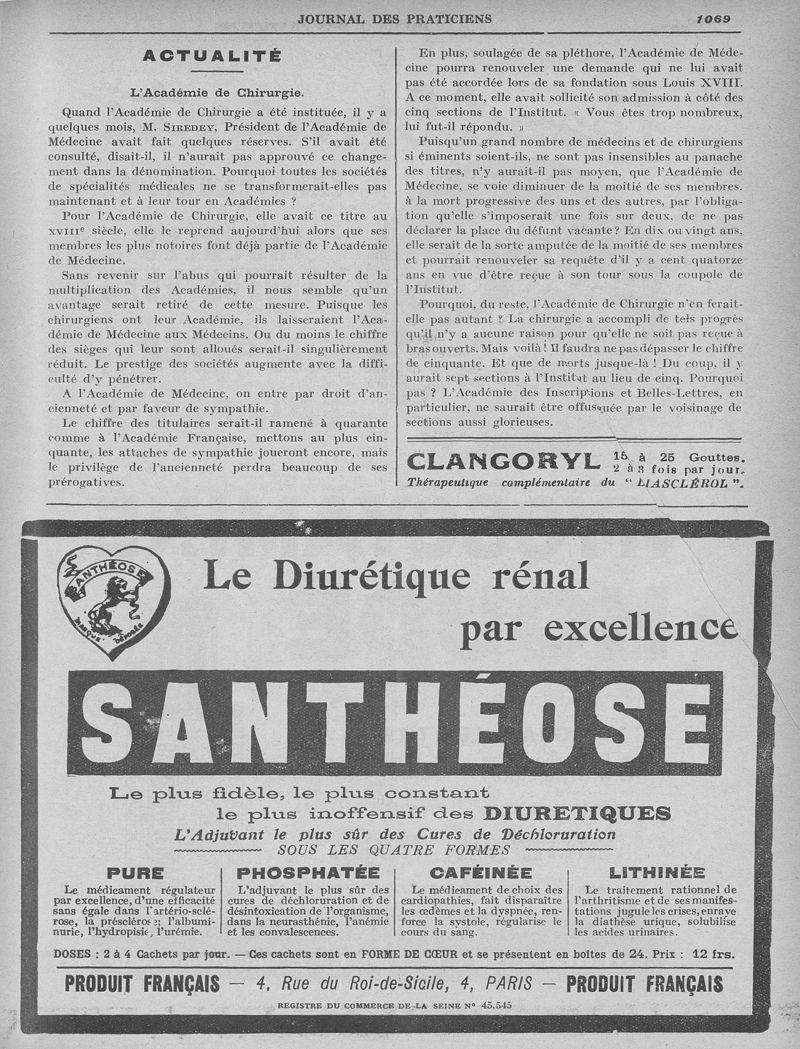 JOURNAL DES PRATICIENS 1069
ACTUALITÉ
L'Académie de Chirurgie.
Quand l'Académie de Chirurgie a été instituée, il y a
quelques mois, M. SIREDEY, Président de l'Académie de
Médecine avait fait quelques réserves. S'il avait été
consulté, disait-il, il n'aurait pas approuvé ce change-
ment dans la dénomination. Pourquoi toutes les sociétés
de spécialités médicales ne se transformerait-elles pas
maintenant et à leur tour en Académies ?
Pour l'Académie de Chirurgie, elle avait ce titre au
XVIIIe siècle, elle le reprend aujourd'hui alors que ses
membres les plus notoires font déjà partie de l'Académie
de Médecine.
Sans revenir sur l'abus qui pourrait résulter de la
multiplication des Académies, il nous semble qu'un
avantage serait retiré de cette mesure. Puisque les
chirurgiens ont leur Académie, ils laisseraient l'Aca-
démie de Médecine aux Médecins. Ou du moins le chiffre
des sièges qui leur sont alloués serait-il singulièrement
réduit. Le prestige des sociétés augmente avec la diffi-
culté d'y pénétrer.
A l'Académie de Médecine, on entre par droit d'an-
cienneté et par faveur de sympathie.
Le chiffre des titulaires serait-il ramené à quarante
comme à l'Académie Française, mettons au plus cin-
quante, les attaches de sympathie joueront encore, mais
le privilège de l'ancienneté perdra beaucoup de ses
prérogatives.
En plus, soulagée de sa pléthore, l'Académie de Méde-
cine pourra renouveler une demande qui ne lui avait
pas été accordée lors de sa fondation sous Louis XVIII.
A ce moment, elle avait sollicité son admission à côté des
cinq sections de l'Institut. « Vous êtes trop nombreux,
lui fut-il répondu. »
Puisqu'un grand nombre de médecins et de chirurgiens
si éminents soient-ils, ne sont pas insensibles au panache
des titres, n'y aurait-il pas moyen, que l'Académie de
Médecine, se voie diminuer de la moitié de ses membres.
à la mort progressive des uns et des autres, par l'obliga-
tion qu'elle s'imposerait une fois sur deux, de ne pas
déclarer la place du défunt vacante ? En dix ou vingt ans,
elle serait de la sorte amputée de la moitié de ses membres
et pourrait renouveler sa requête d'il y a cent quatorze
ans en vue d'être reçue à son tour sous la coupole de
l'Institut.
Pourquoi, du reste, l'Académie de Chirurgie n'en ferait-
elle pas autant ? La chirurgie a accompli de tels progrès
qu'il n'y a aucune raison pour qu'elle ne soit pas reçue à
bras ouverts. Mais voilà ! Il faudra ne pas dépasser le chiffre
de cinquante. Et que de morts jusque-là ! Du coup, il y
aurait sept sections à l'Institut au lieu de cinq. Pourquoi
pas ? L'Académie des Inscriptions et Belles-Lettres, en
particulier, ne saurait être offusquée par le voisinage de
sections aussi glorieuses.
CLANGORYL 15 à 25 Gouttes.
2 à 3 fois par jour.
Thérapeutique complémentaire du " LIASCLÉROL ".
SANTHÉOSE
MARQUE DÉPOSÉE
Le Diurétique rénal
par excellence
SANTHÉOSE
Le plus fidèle, le plus constant
le plus inoffensif des DIURETIQUES
L'Adjuvant le plus sûr des Cures de Déchloruration
SOUS LES QUATRE FORMES
PURE
Le médicament régulateur
par excellence, d'une efficacité
sans égale dans l'artério-sclé-
rose, la présclérose, l'albumi-
nurie, l'hydropisie, l'urémie.
PHOSPHATÉE
L'adjuvant le plus sûr des
cures de déchloruration et de
désintoxication de l'organisme,
dans la neurasthénie, l'anémie
et les convalescences.
CAFÉINÉE
Le médicament de choix des
cardiopathies, fait disparaître
les œdèmes et la dyspnée, ren-
force la systole, régularise le
cours du sang.
LITHINÉE
Le traitement rationnel de
l'arthritisme et de ses manifes-
tations jugule les crises, enraye
la diathèse urique, solubilise
les acides urinaires.
DOSES : 2 à 4 Cachets par jour. — Ces cachets sont en FORME DE CŒUR et se présentent en boîtes de 24. Prix : 12 frs.
PRODUIT FRANÇAIS — 4, Rue du Roi-de-Sicile, 4, PARIS — PRODUIT FRANÇAIS
REGISTRE DU COMMERCE DE LA SEINE N° 45.545